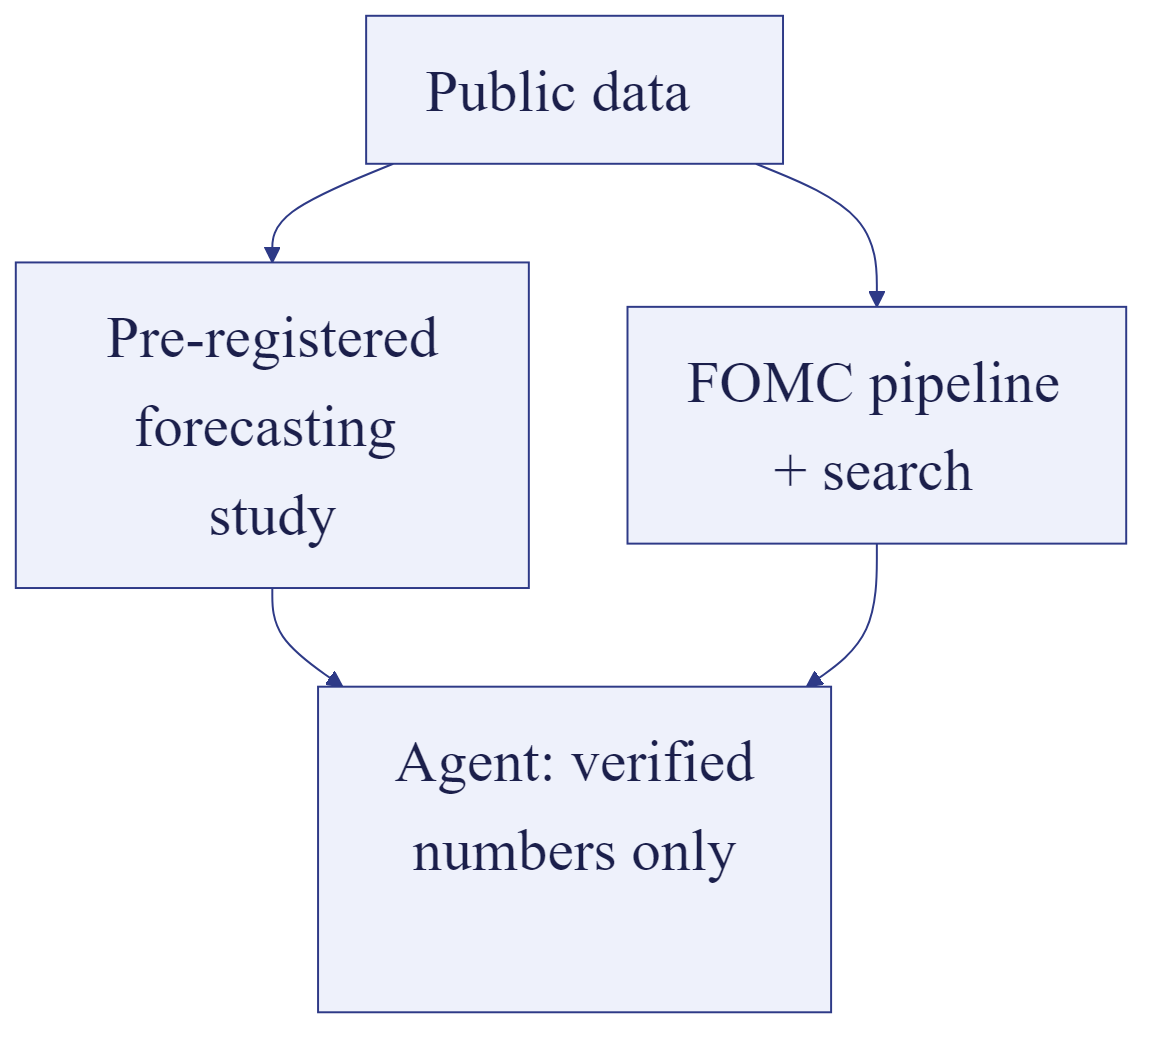 Public data
Pre-registered
forecasting
study
FOMC pipeline
+ search
Agent: verified
numbers only